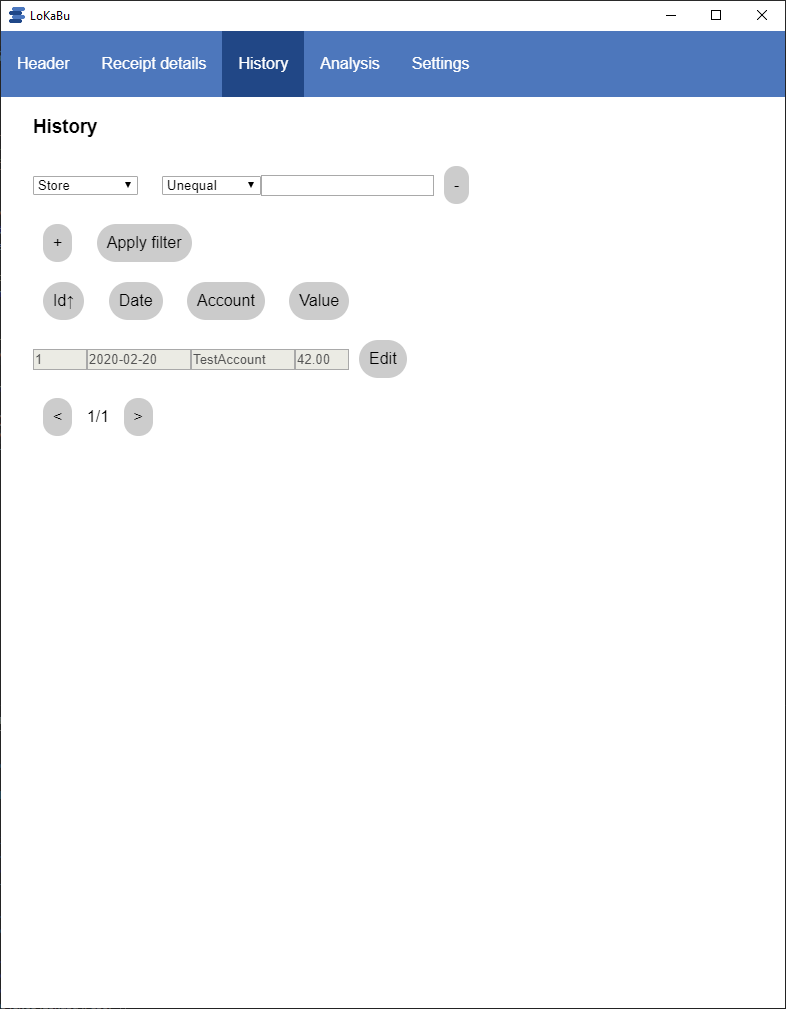 LoKaBu
Header Receipt details History Analysis Settings
History
Store Unequal -
+ Apply filter
Id↑ Date Account Value
1 2020-02-20 TestAccount 42.00 Edit
< 1/1 >